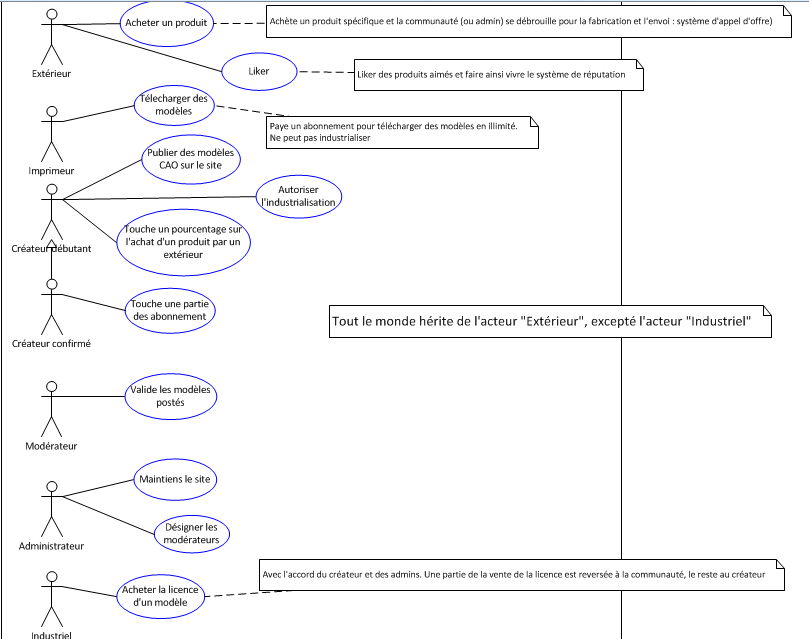 Acheter un produit
Achète un produit spécifique et la communauté (ou admin) se débrouille pour la fabrication et l'envoi : système d'appel d'offre)
Extérieur
Liker
Liker des produits aimés et faire ainsi vivre le système de réputation
Télecharger des
modèles
Paye un abonnement pour télécharger des modèles en illimité.
Ne peut pas industrialiser
Imprimeur
Publier des modèles
CAO sur le site
Autoriser
l'industrialisation
Créateur débutant
Touche un pourcentage sur
l'achat d'un produit par un
extérieur
Touche une partie
des abonnement
Créateur confirmé
Tout le monde hérite de l'acteur "Extérieur", excepté l'acteur "Industriel"
Valide les modèles
postés
Modérateur
Maintiens le site
Désigner les
modérateurs
Administrateur
Avec l'accord du créateur et des admins. Une partie de la vente de la licence est reversée à la communauté, le reste au créateur
Acheter la licence
d'un modèle
Industriel